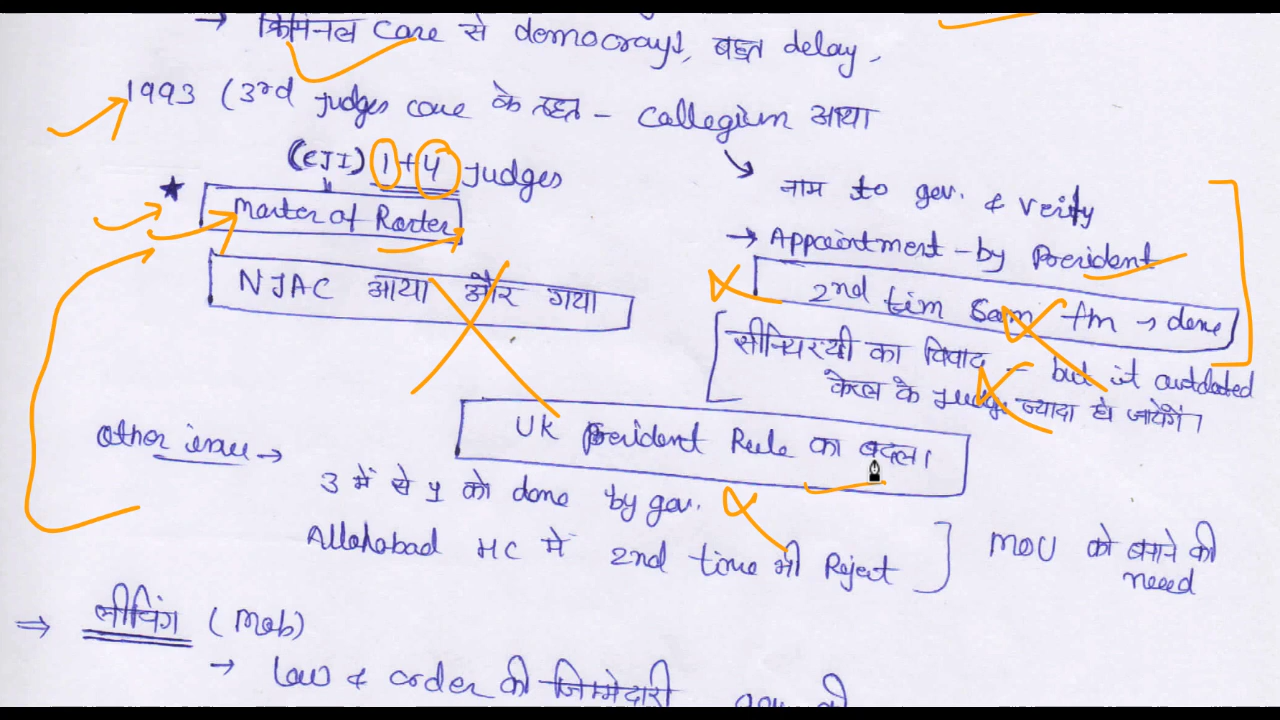 → क्रिमिनल case से democrays, बहुत delay,
1993 (3rd Judges case के तहत - Collegium आया
(CJI) 1+4 Judges
★ Master of Roster
NJAC आया और गया
नाम to gov. & verify
→ Appointment - by President
2nd tim Sam नाम → done
सीनियरटी का विवाद - but it outdated
केरल के Judge ज्यादा हो जायेंगे।
UK President Rule का बदला।
Other issue →
3 में से 4 को done by gov.
Allahabad HC में 2nd time भी Reject
MOU को बनाने की
need
⇒ लीचिंग (Mob)
→ law & order की जिम्मेदारी gov की